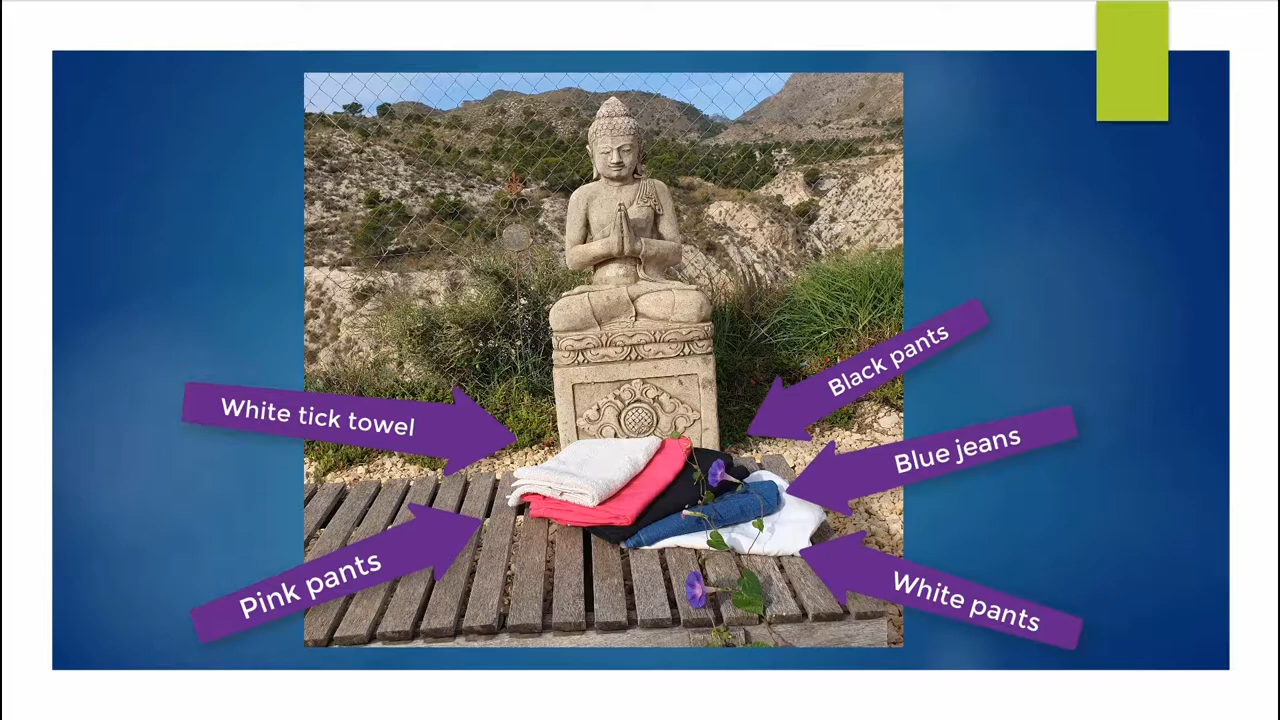 White tick towel
Black pants
Blue jeans
Pink pants
White pants